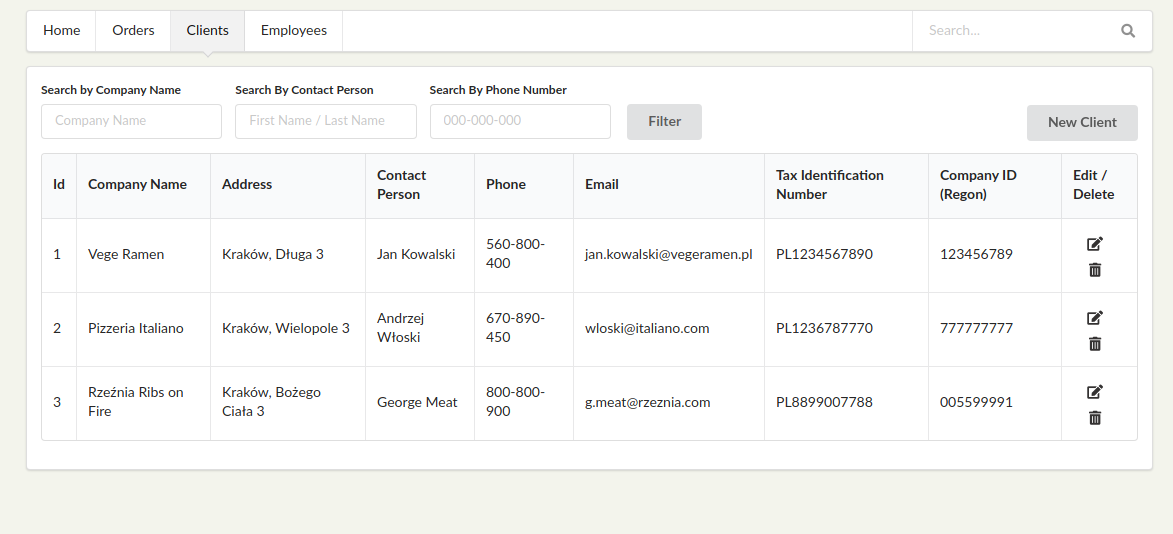 Home Orders Clients Employees Search...
Search by Company Name Search By Contact Person Search By Phone Number
Company Name First Name / Last Name 000-000-000 Filter New Client
Id Company Name Address Contact Person Phone Email Tax Identification Number Company ID (Regon) Edit / Delete
1 Vege Ramen Kraków, Długa 3 Jan Kowalski 560-800-400 jan.kowalski@vegeramen.pl PL1234567890 123456789
2 Pizzeria Italiano Kraków, Wielopole 3 Andrzej Włoski 670-890-450 wloski@italiano.com PL1236787770 777777777
3 Rzeźnia Ribs on Fire Kraków, Bożego Ciała 3 George Meat 800-800-900 g.meat@rzeznia.com PL8899007788 005599991